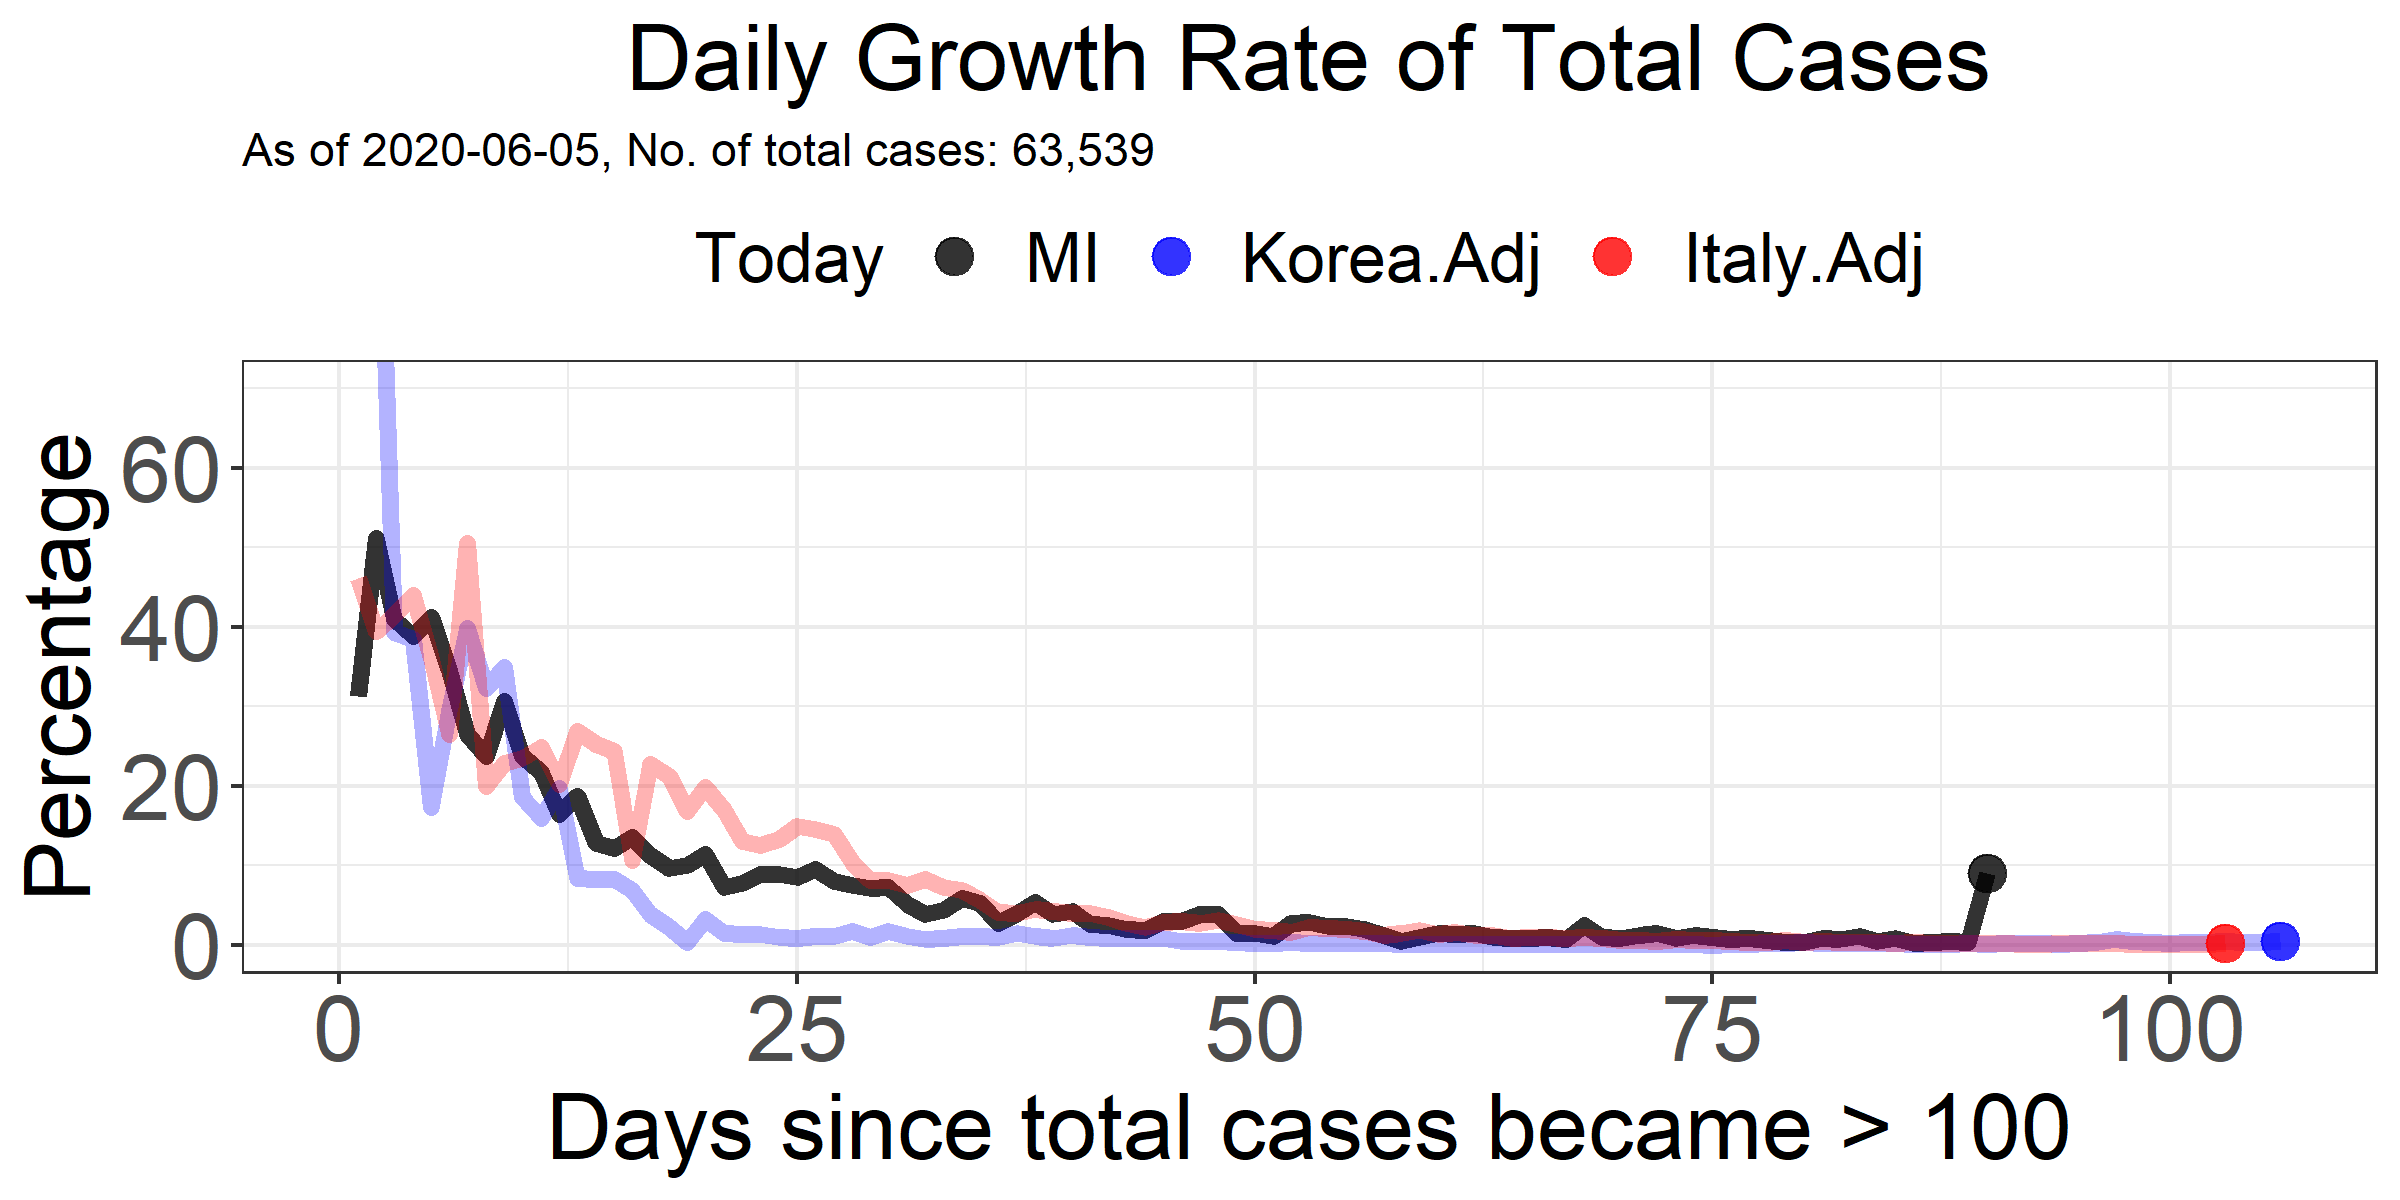 Daily Growth Rate of Total Cases
As of 2020-06-05, No. of total cases: 63,539
Today MI Korea.Adj Italy.Adj
Percentage
60
40
20
0
0 25 50 75 100
Days since total cases became > 100